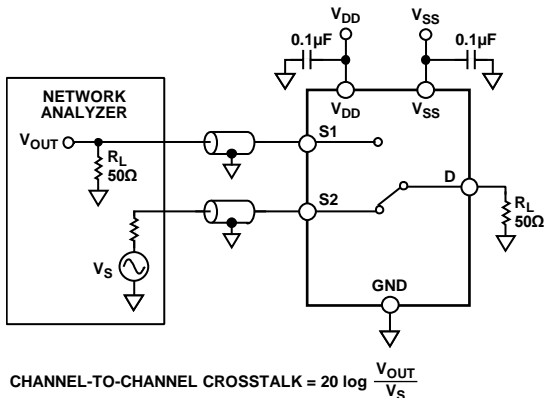 VDD
VSS
0.1µF
0.1µF
VDD
VSS
NETWORK
ANALYZER
VOUT
RL
50Ω
S1
S2
D
RL
50Ω
VS
GND
CHANNEL-TO-CHANNEL CROSSTALK = 20 log VOUT
VS